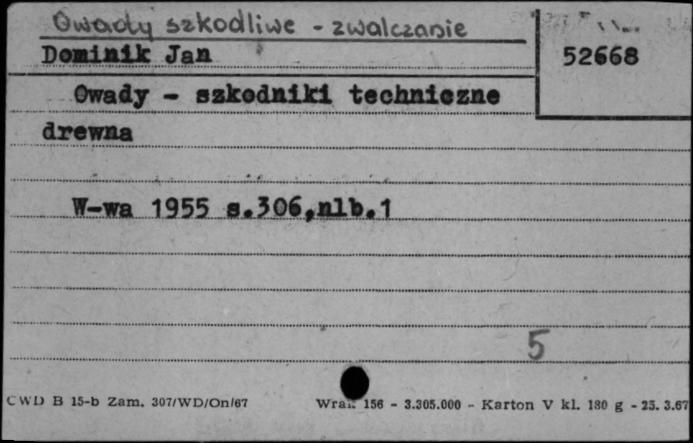 Owady szkodliwe - zwalczanie
Dominik Jan
52668
Owady - szkodniki techniczne
drewna
W-wa 1955 s.306,nlb.1
5
CWD B 15-b Zam. 307/WD/On/67
156 - 3.305.000 - Karton V kl. 180 g - 25.3.67